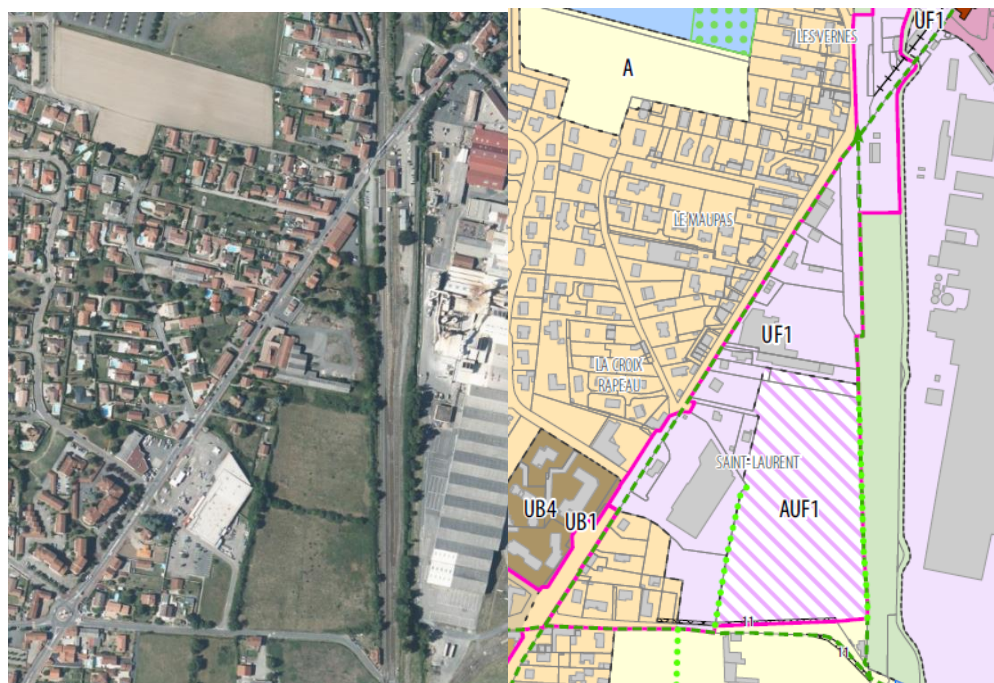 UF1
LES VERNES
A
LE MAUPAS
UF1
LA CROIX
RAPEAU
SAINT-LAURENT
UB4
UB1
AUF1
11
11